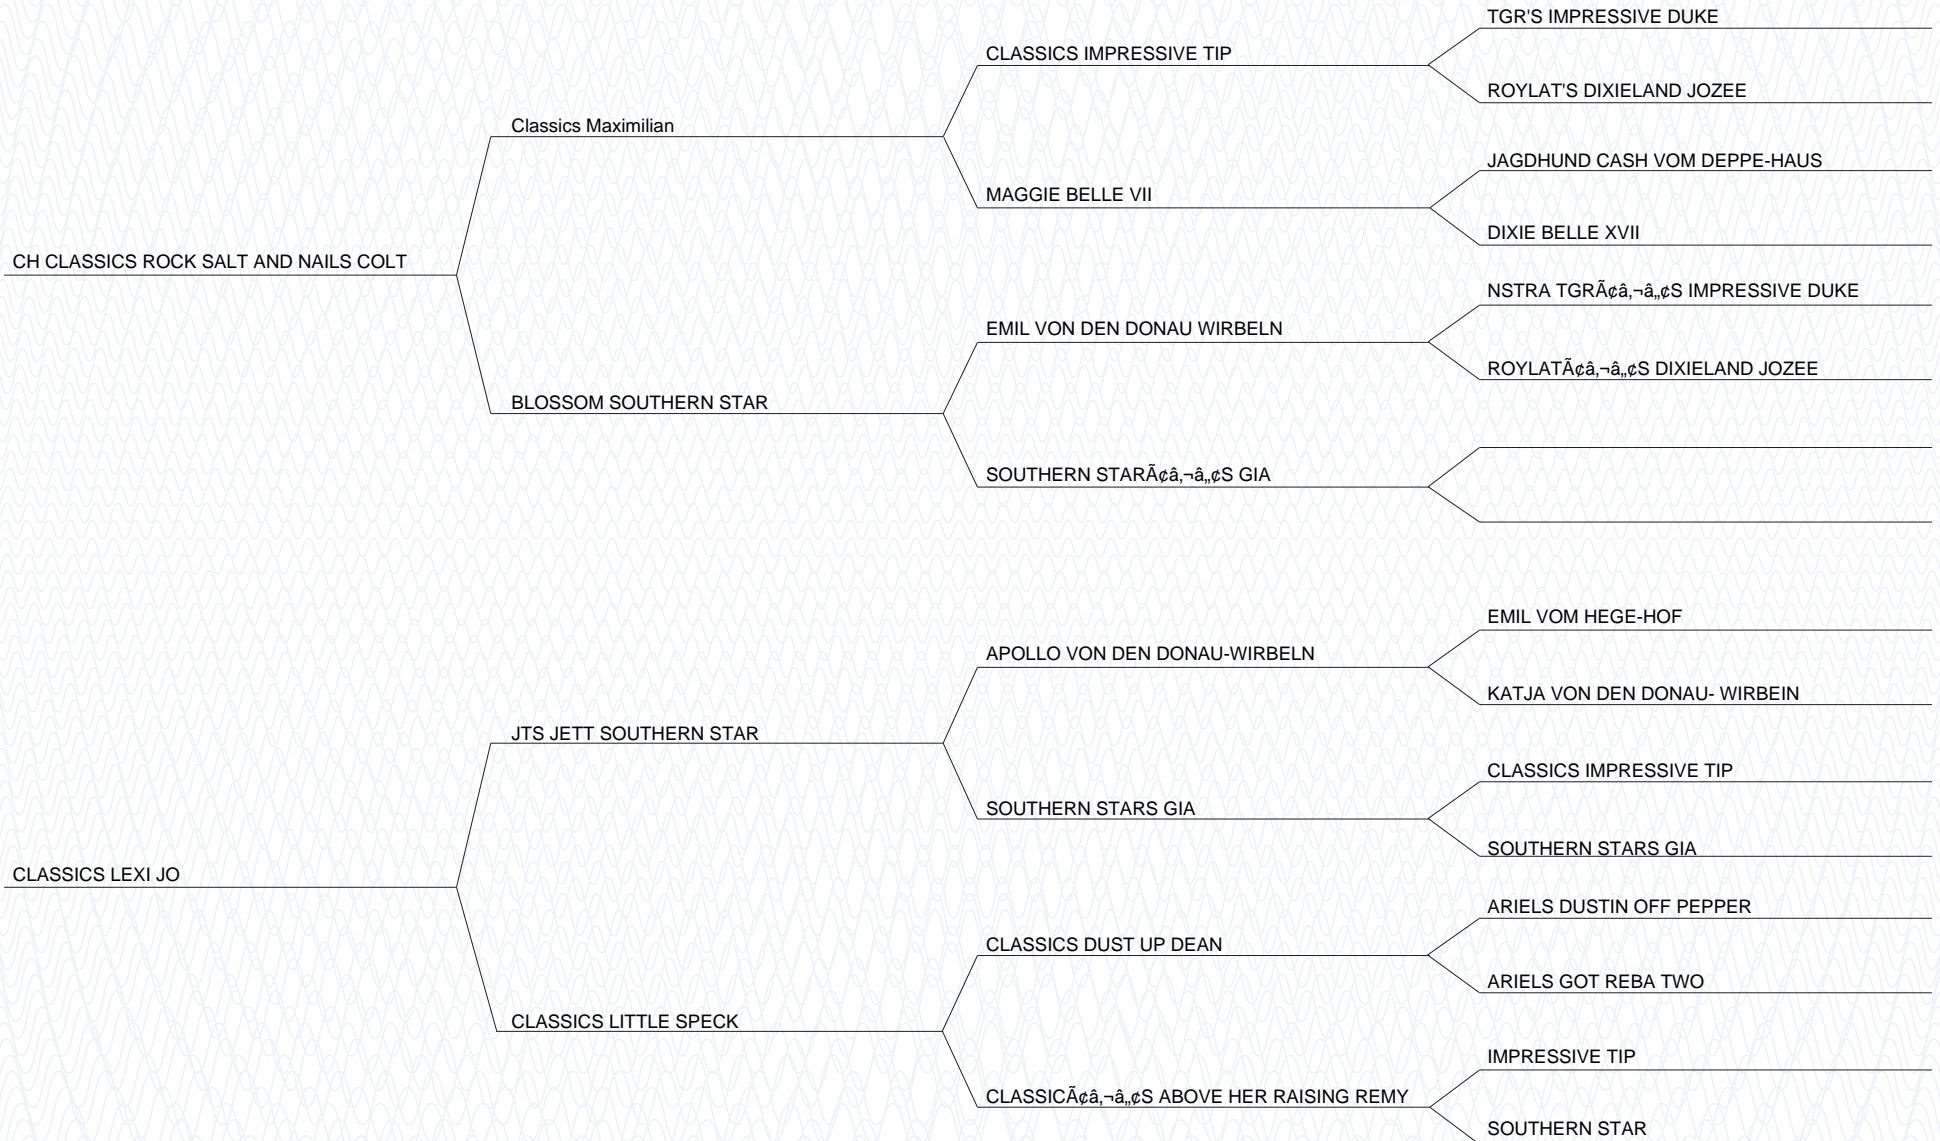 TGR'S IMPRESSIVE DUKE
CLASSICS IMPRESSIVE TIP
ROYLAT'S DIXIELAND JOZEE
Classics Maximilian
JAGDHUND CASH VOM DEPPE-HAUS
MAGGIE BELLE VII
DIXIE BELLE XVII
CH CLASSICS ROCK SALT AND NAILS COLT
NSTRA TGRÃ¢â‚¬â„¢S IMPRESSIVE DUKE
EMIL VON DEN DONAU WIRBELN
ROYLATÃ¢â‚¬â„¢S DIXIELAND JOZEE
BLOSSOM SOUTHERN STAR
SOUTHERN STARÃ¢â‚¬â„¢S GIA
EMIL VOM HEGE-HOF
APOLLO VON DEN DONAU-WIRBELN
KATJA VON DEN DONAU- WIRBEIN
JTS JETT SOUTHERN STAR
CLASSICS IMPRESSIVE TIP
SOUTHERN STARS GIA
SOUTHERN STARS GIA
CLASSICS LEXI JO
ARIELS DUSTIN OFF PEPPER
CLASSICS DUST UP DEAN
ARIELS GOT REBA TWO
CLASSICS LITTLE SPECK
IMPRESSIVE TIP
CLASSICÃ¢â‚¬â„¢S ABOVE HER RAISING REMY
SOUTHERN STAR